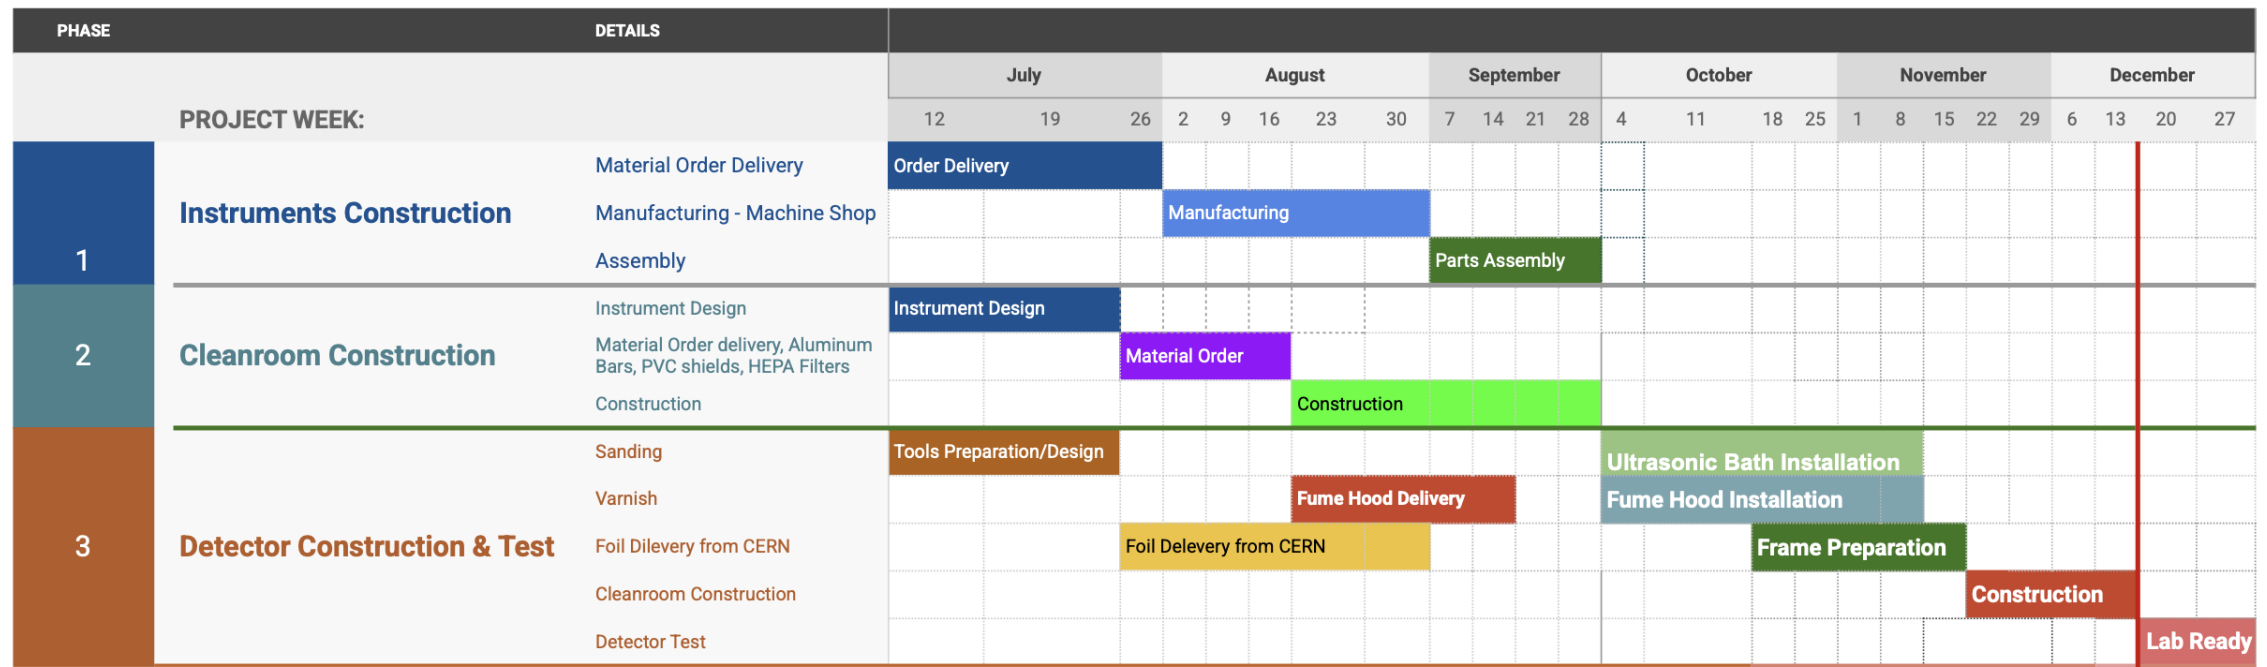 PHASE DETAILS
July August September October November December
PROJECT WEEK: 12 19 26 2 9 16 23 30 7 14 21 28 4 11 18 25 1 8 15 22 29 6 13 20 27
1
Instruments Construction
Material Order Delivery Order Delivery
Manufacturing - Machine Shop Manufacturing
Assembly Parts Assembly
2
Cleanroom Construction
Instrument Design Instrument Design
Material Order delivery, Aluminum
Bars, PVC shields, HEPA Filters
Material Order
Construction Construction
3
Detector Construction & Test
Sanding Tools Preparation/Design Ultrasonic Bath Installation
Varnish Fume Hood Delivery Fume Hood Installation
Foil Dilevery from CERN Foil Delevery from CERN Frame Preparation
Cleanroom Construction Construction
Detector Test Lab Ready